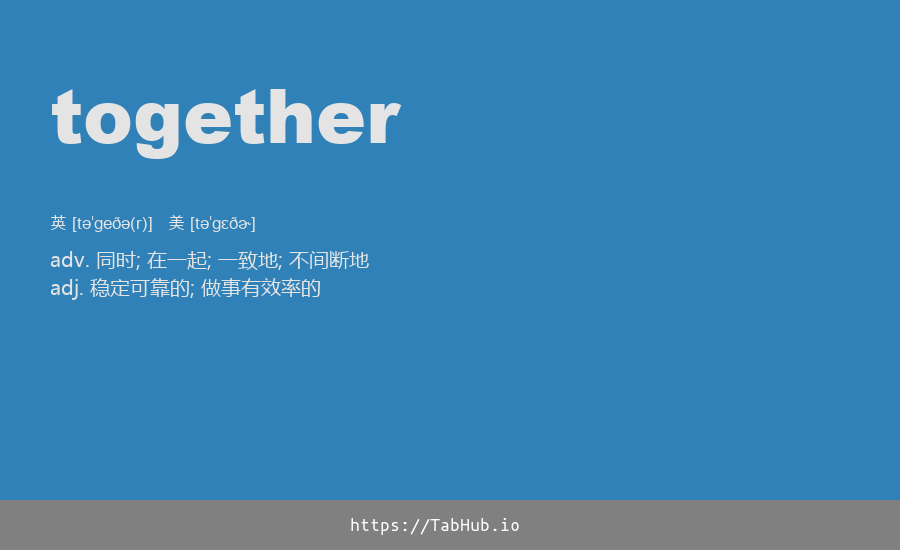 together
英 [təˈgeðə(r)] 美 [təˈgɛðɚ]
adv. 同时; 在一起; 一致地; 不间断地
adj. 稳定可靠的; 做事有效率的
https://TabHub.io